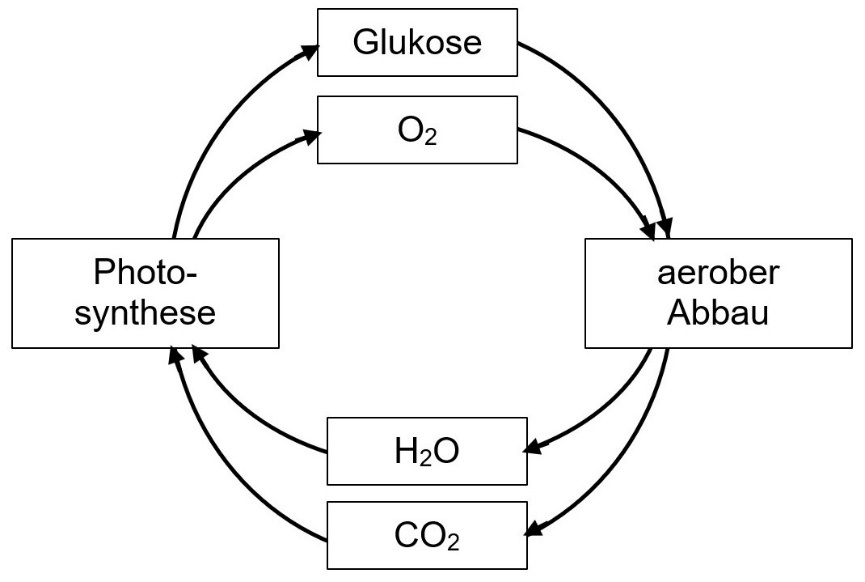 Glukose
O₂
Photo-
synthese
aerober
Abbau
H₂O
CO₂